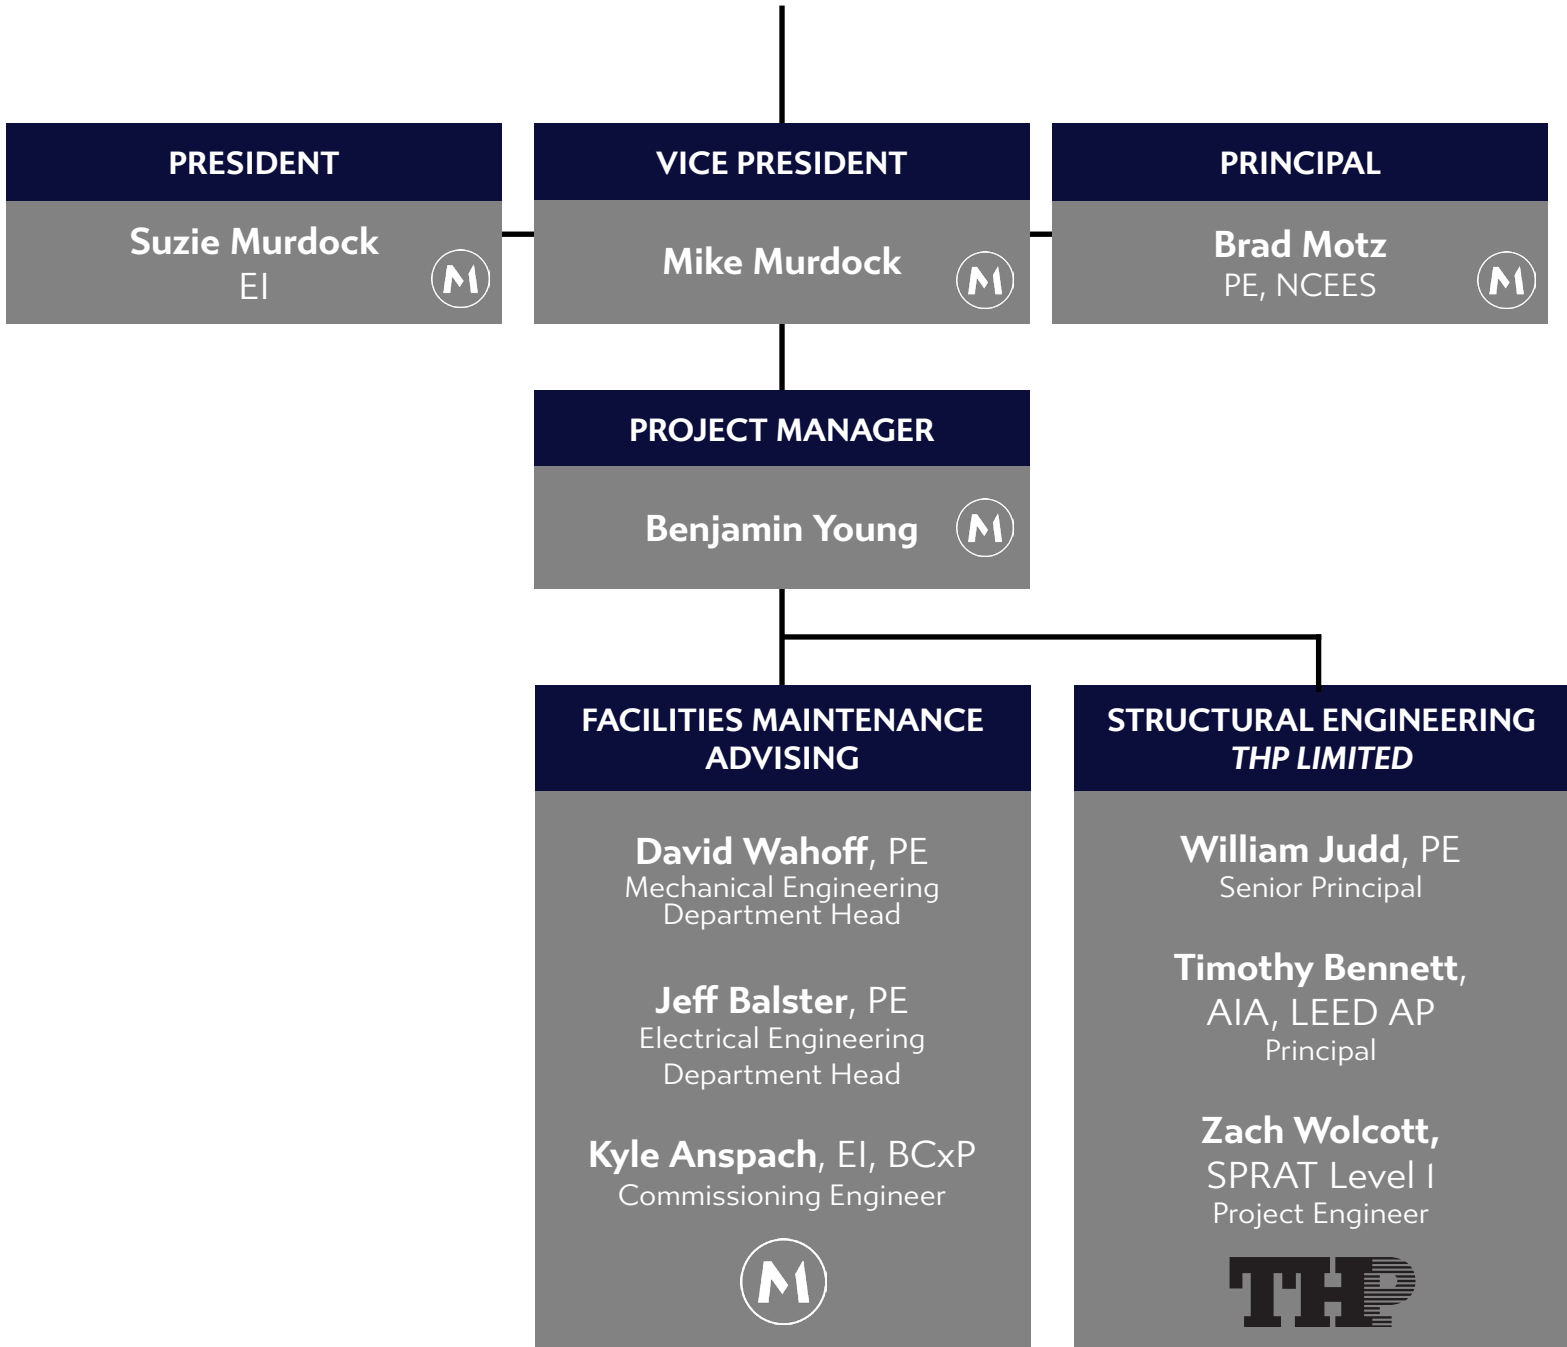 PRESIDENT
Suzie Murdock
EI
M
VICE PRESIDENT
Mike Murdock
M
PRINCIPAL
Brad Motz
PE, NCEES
M
PROJECT MANAGER
Benjamin Young
M
FACILITIES MAINTENANCE
ADVISING
David Wahoff, PE
Mechanical Engineering
Department Head
Jeff Balster, PE
Electrical Engineering
Department Head
Kyle Anspach, EI, BCxP
Commissioning Engineer
M
STRUCTURAL ENGINEERING
THP LIMITED
William Judd, PE
Senior Principal
Timothy Bennett,
AIA, LEED AP
Principal
Zach Wolcott,
SPRAT Level I
Project Engineer
THP